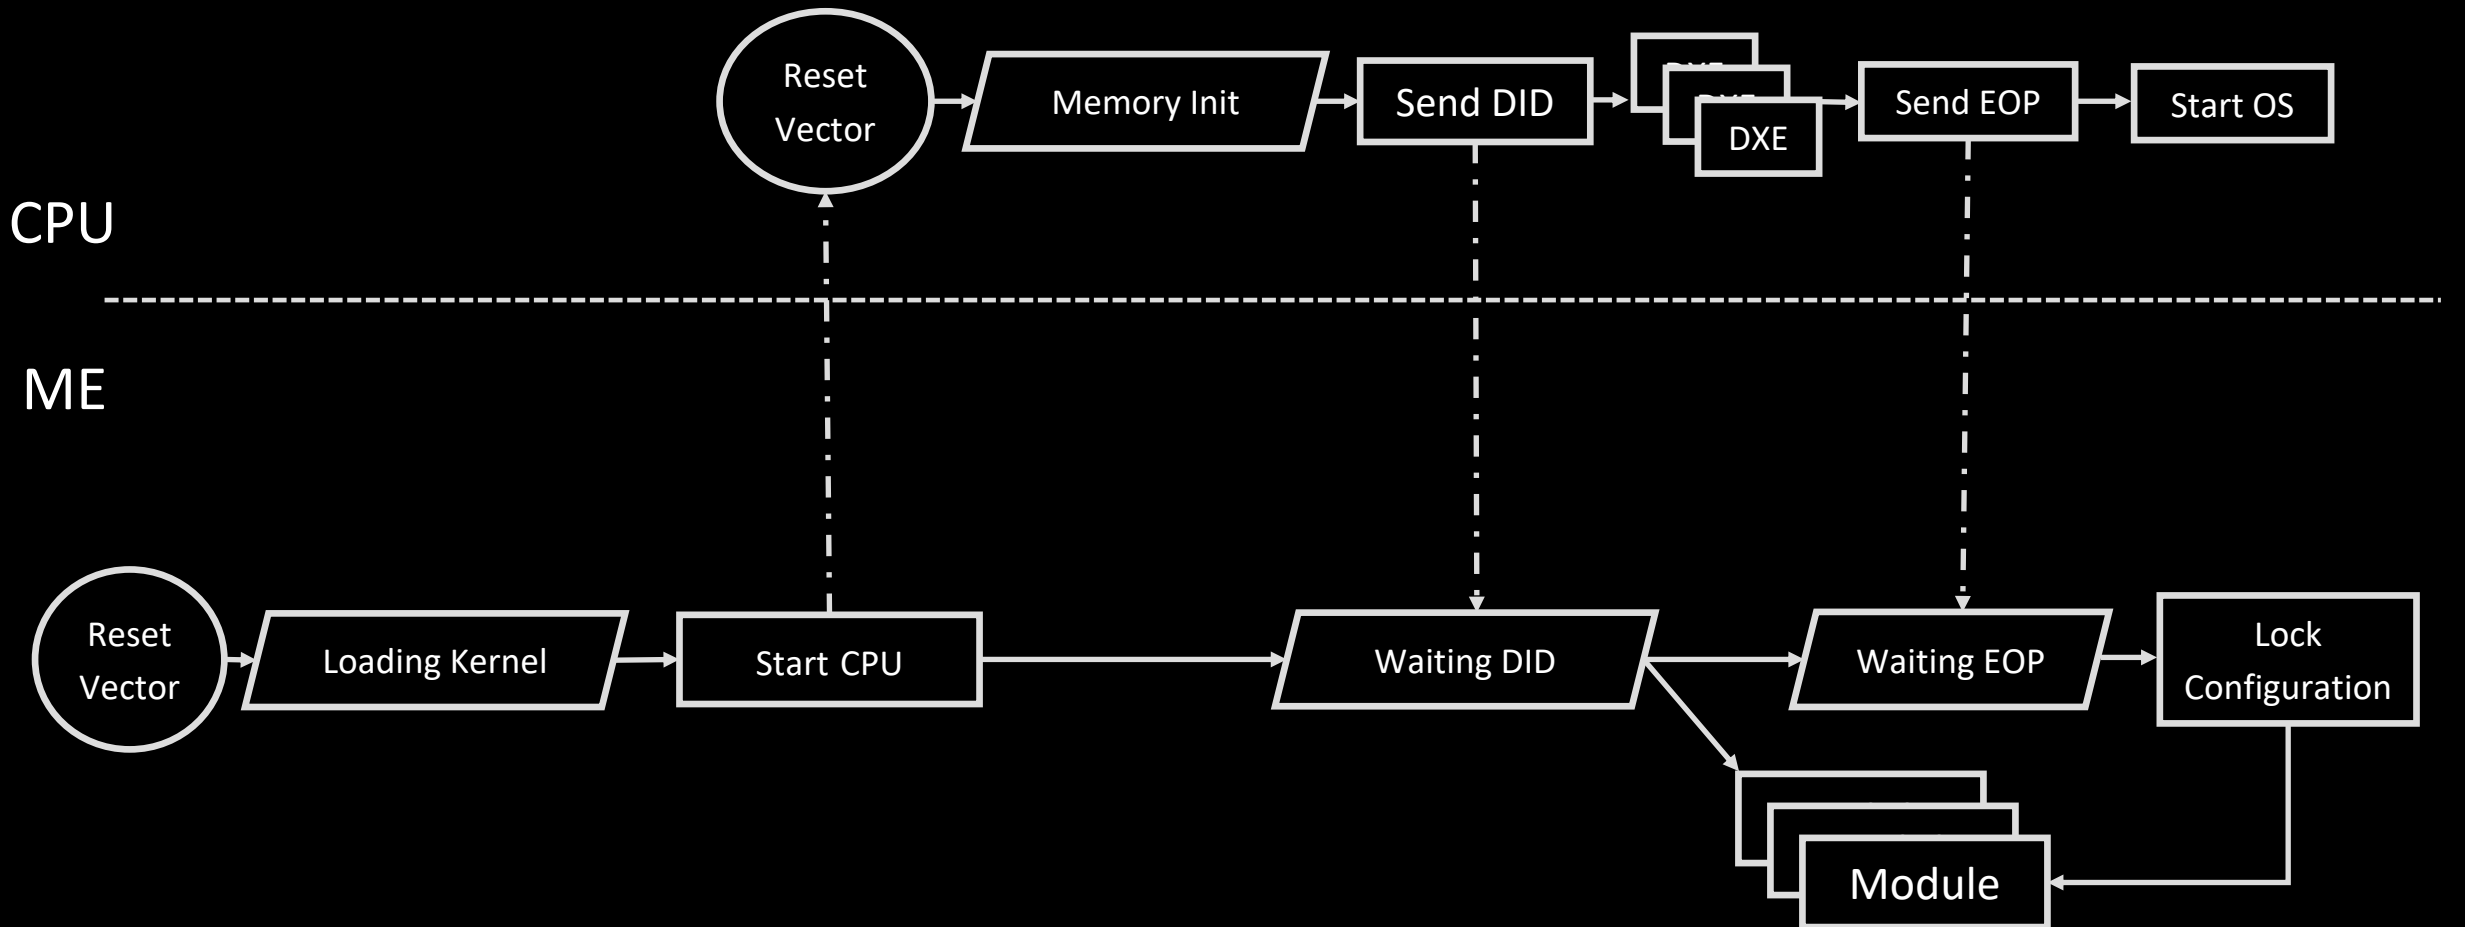 Reset
Vector
Memory Init
Send DID
DXE
Send EOP
Start OS
CPU
ME
Reset
Vector
Loading Kernel
Start CPU
Waiting DID
Waiting EOP
Lock
Configuration
Module